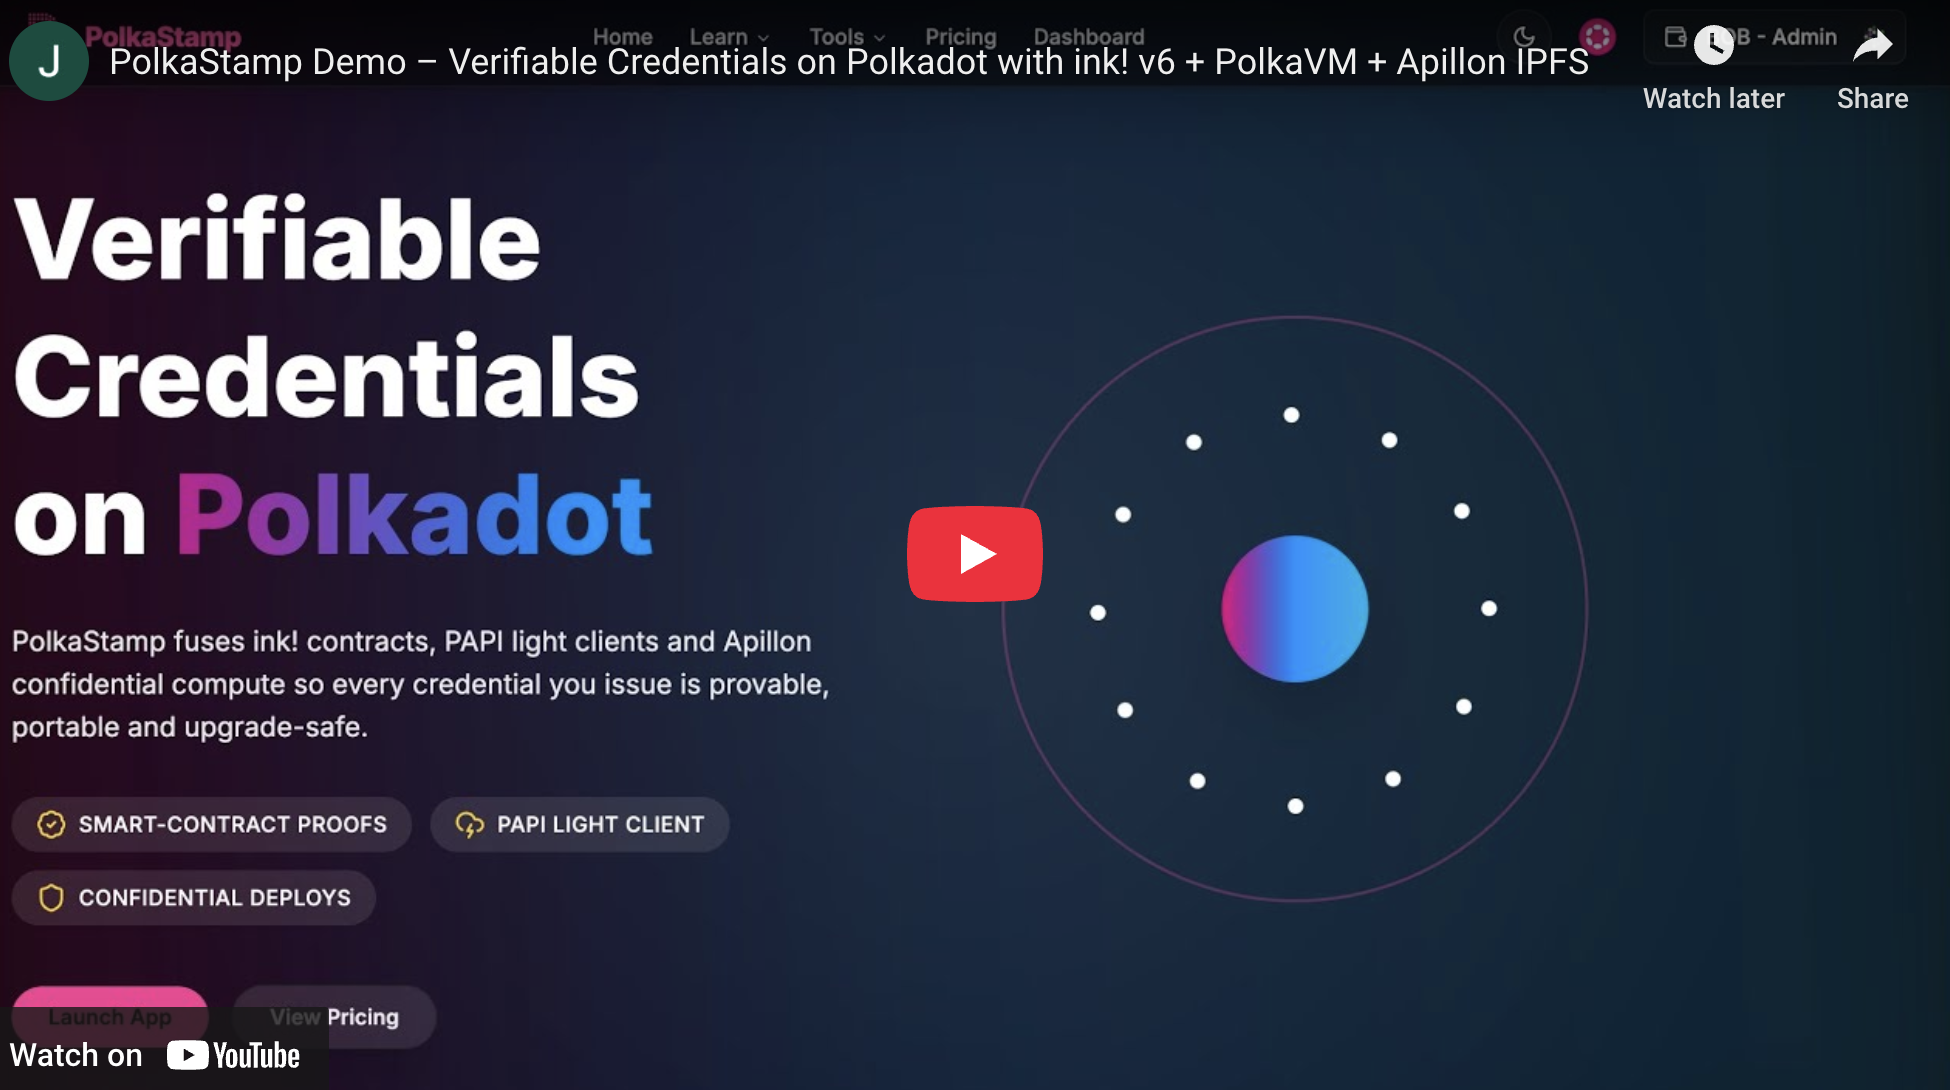 PolkaStamp
Home Learn Tools Pricing Dashboard
B - Admin
J
PolkaStamp Demo – Verifiable Credentials on Polkadot with ink! v6 + PolkaVM + Apillon IPFS
Watch later
Share
Verifiable
Credentials
on Polkadot
PolkaStamp fuses ink! contracts, PAPI light clients and Apillon
confidential compute so every credential you issue is provable,
portable and upgrade-safe.
SMART-CONTRACT PROOFS
PAPI LIGHT CLIENT
CONFIDENTIAL DEPLOYS
Launch App
View Pricing
Watch on YouTube